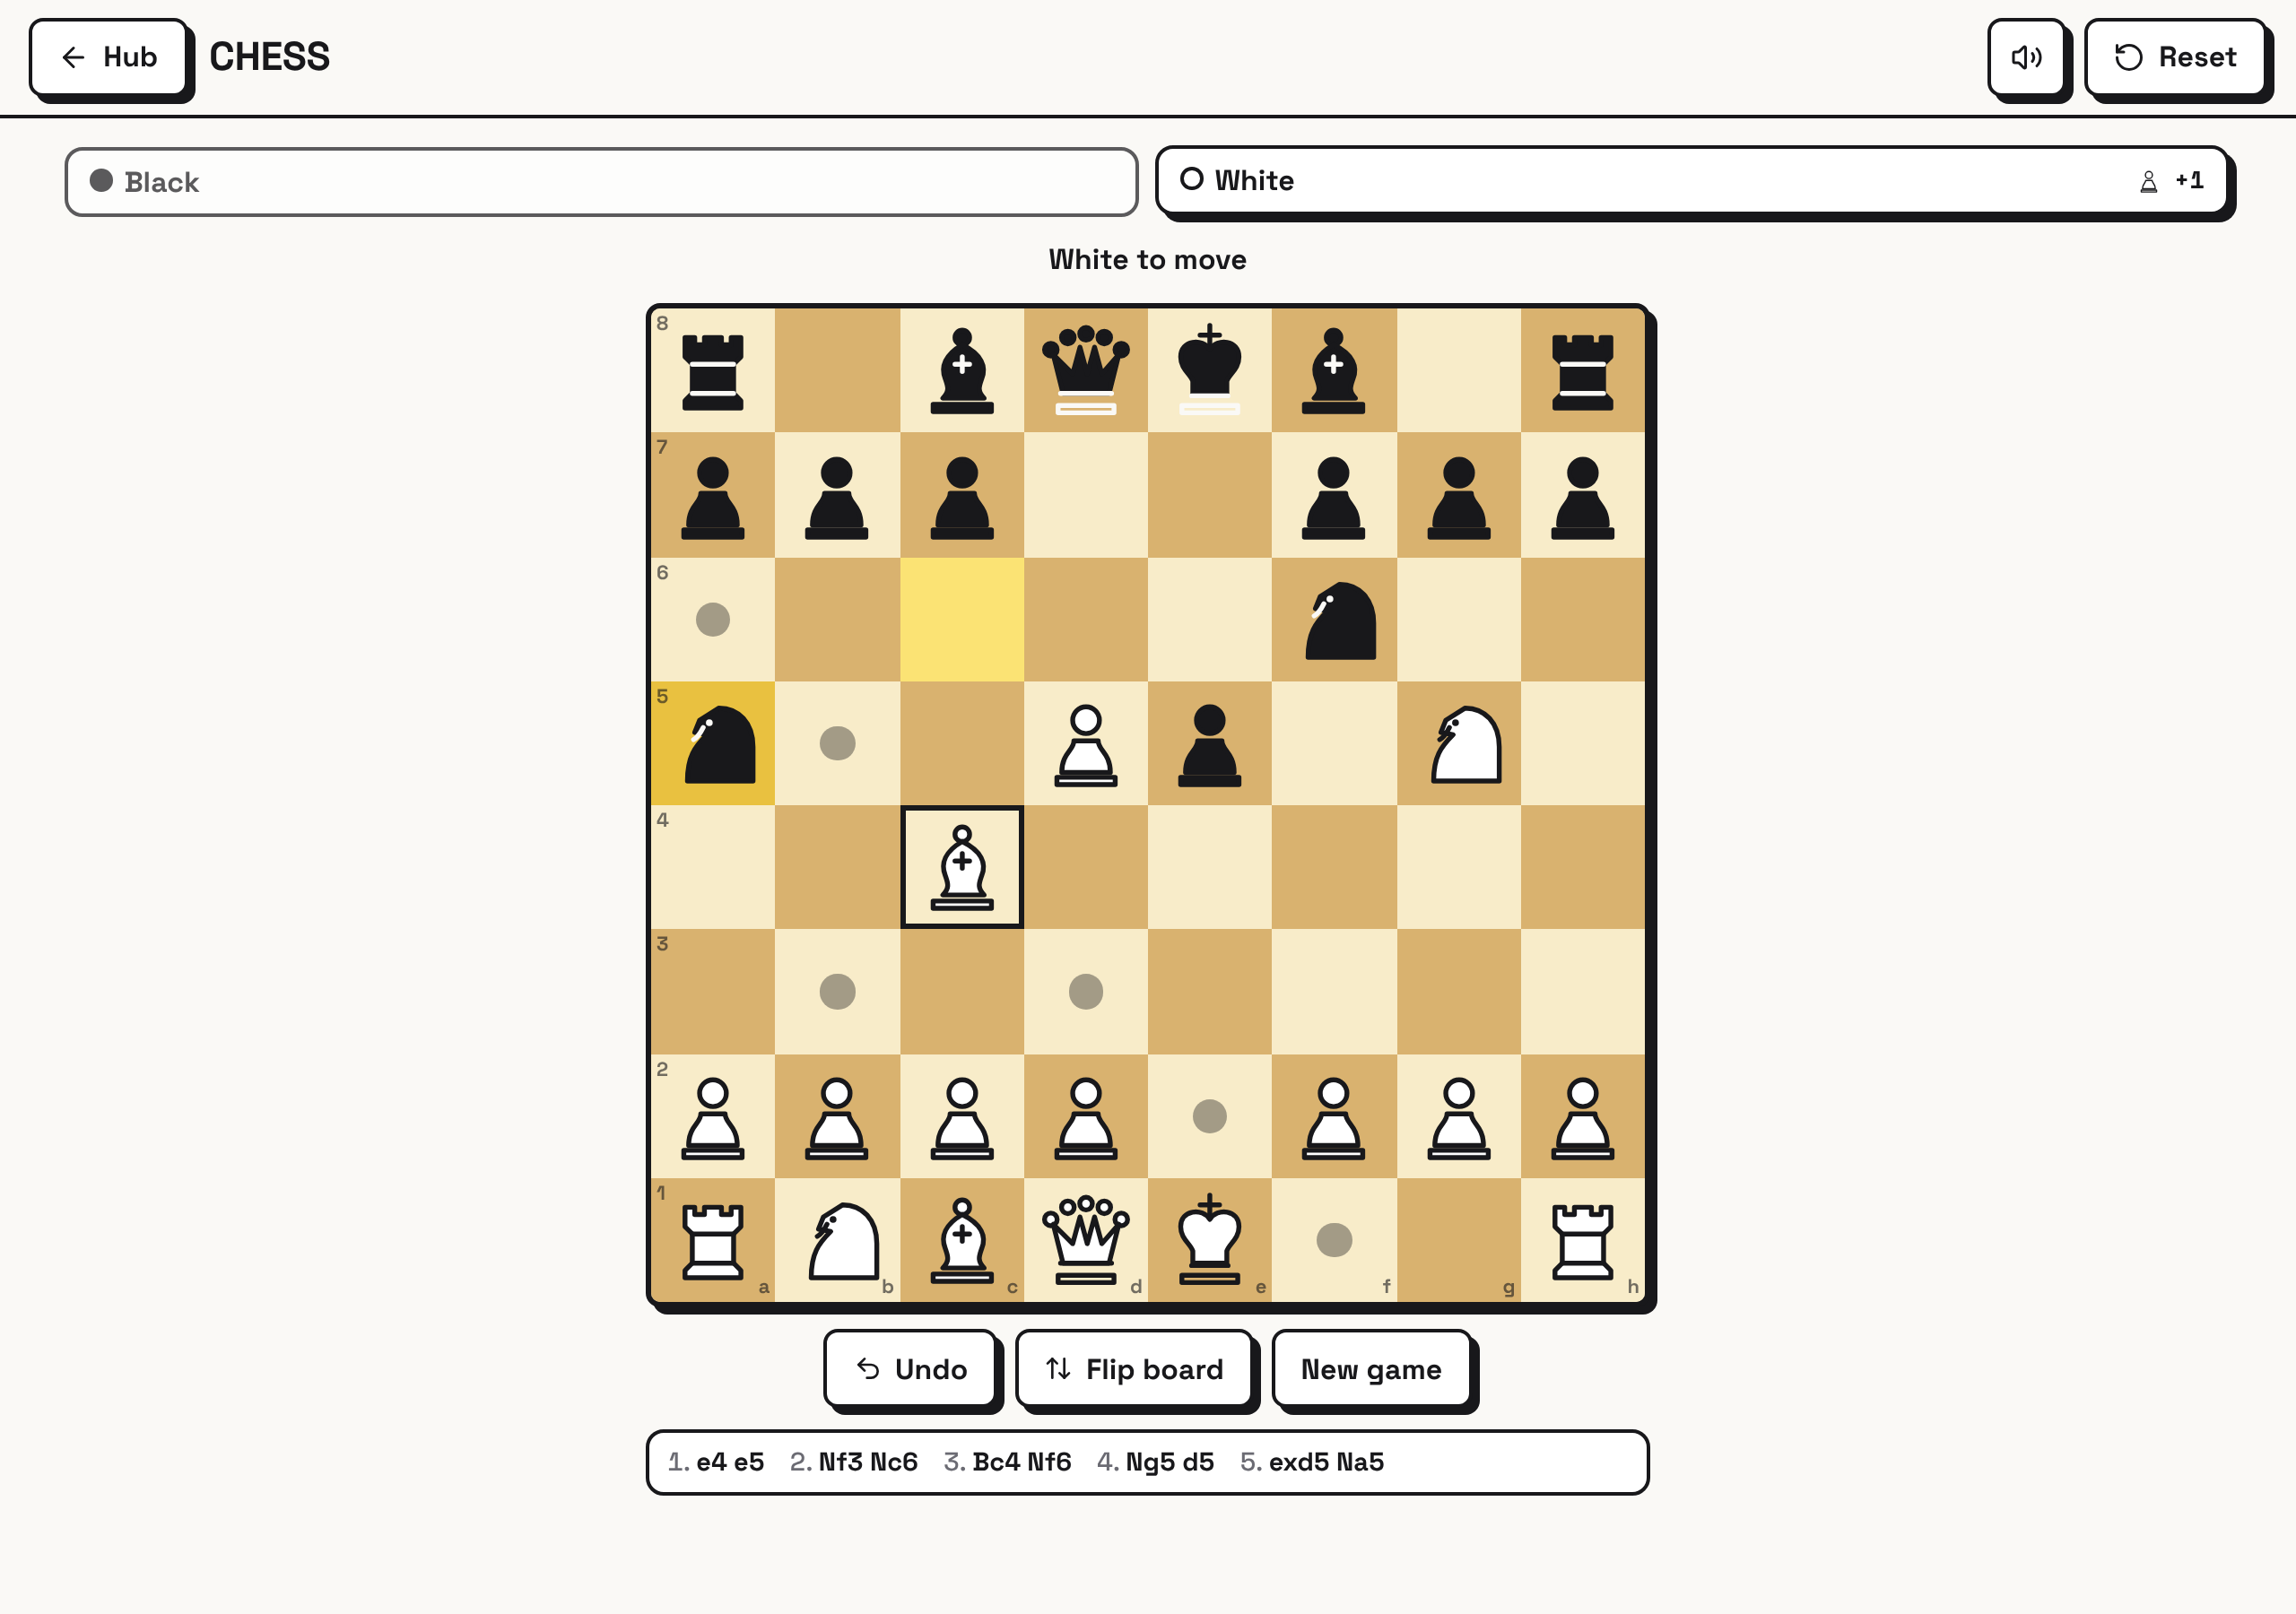 Hub CHESS Reset
Black
White +1
White to move
8
7
6
5
4
3
2
1
a b c d e f g h
Undo Flip board New game
1. e4 e5 2. Nf3 Nc6 3. Bc4 Nf6 4. Ng5 d5 5. exd5 Na5